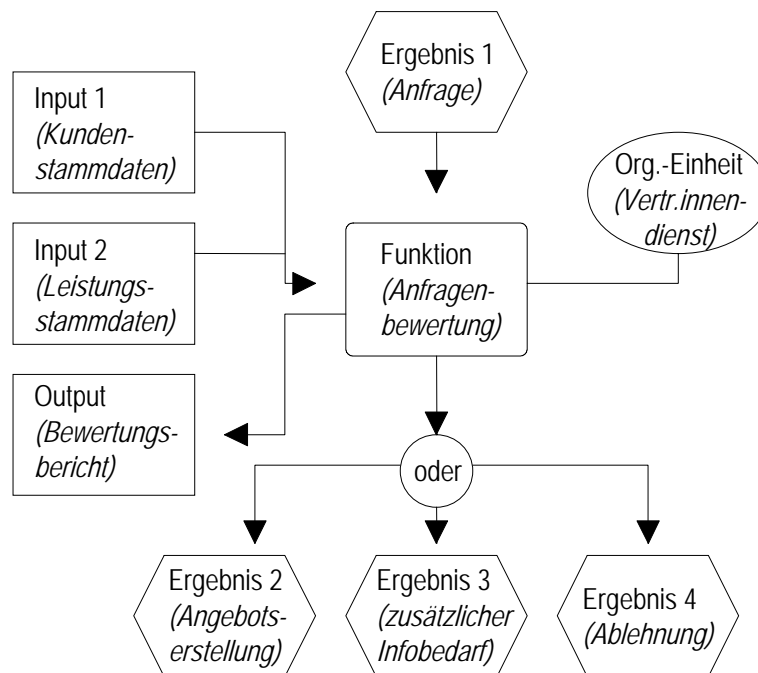 Ergebnis 1
(Anfrage)
Input 1
(Kunden-
stammdaten)
Org.-Einheit
(Vertr.innen-
dienst)
Input 2
(Leistungs-
stammdaten)
Funktion
(Anfragen-
bewertung)
Output
(Bewertungs-
bericht)
oder
Ergebnis 2
(Angebots-
erstellung)
Ergebnis 3
(zusätzlicher
Infobedarf)
Ergebnis 4
(Ablehnung)